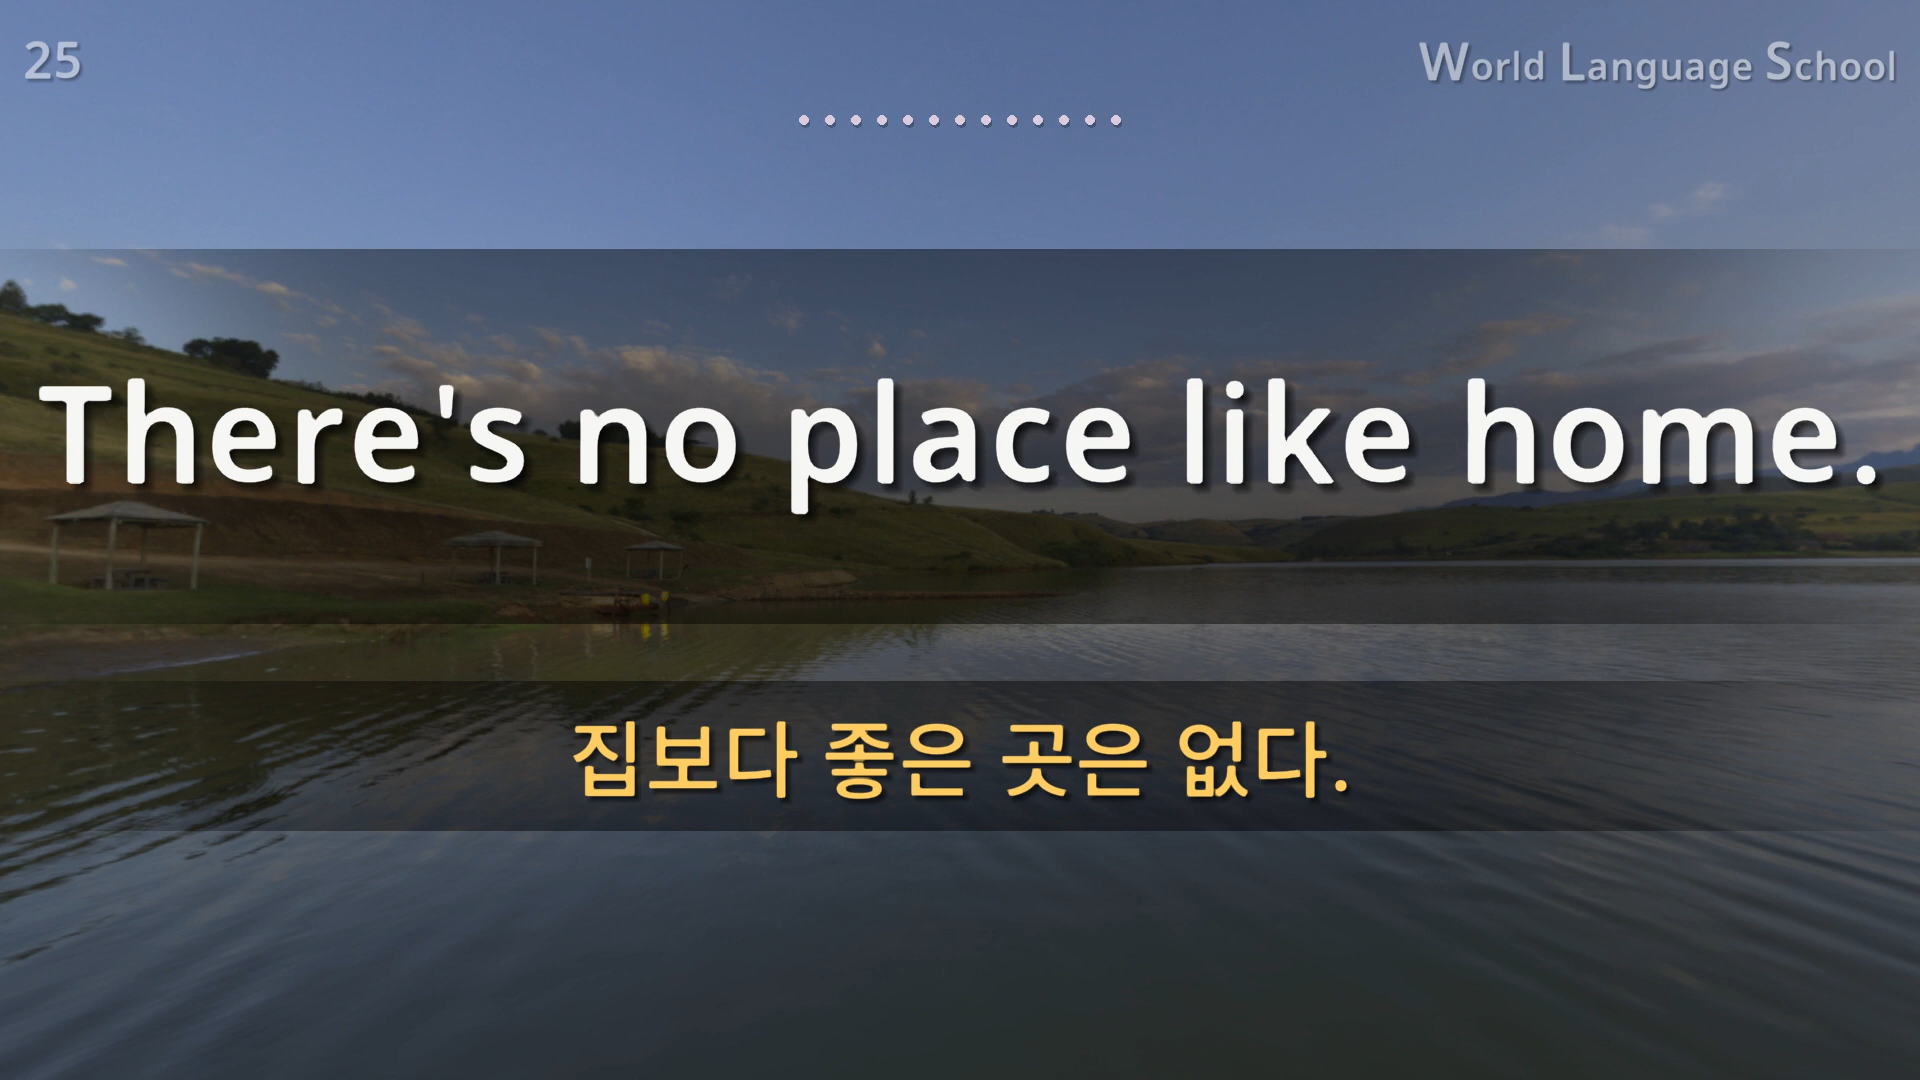 25
World Language School
There's no place like home.
집보다 좋은 곳은 없다.